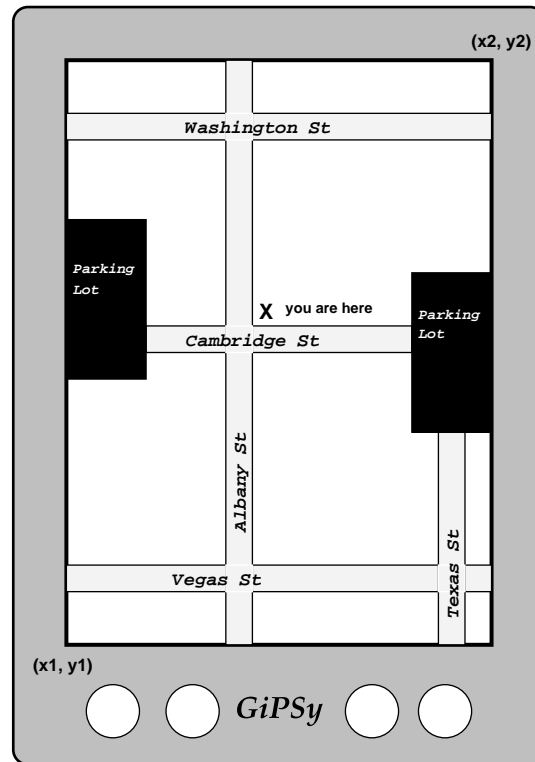 (x2, y2)
Washington St
Parking
Lot
X you are here
Parking
Lot
Cambridge St
Albany St
Texas St
Vegas St
(x1, y1)
GiPSy